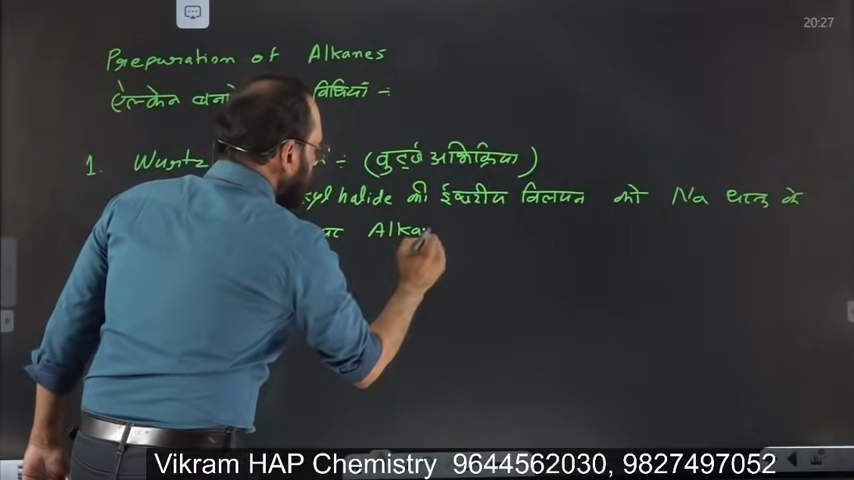 20:27
Preparation of Alkanes
ऐल्केन बनाने विधियाँ :-
1. Wurtz :- (वुर्ट्ज अभिक्रिया)
halide की ईथरीय विलयन को Na धातु के
पर Alka
Vikram HAP Chemistry 9644562030, 9827497052